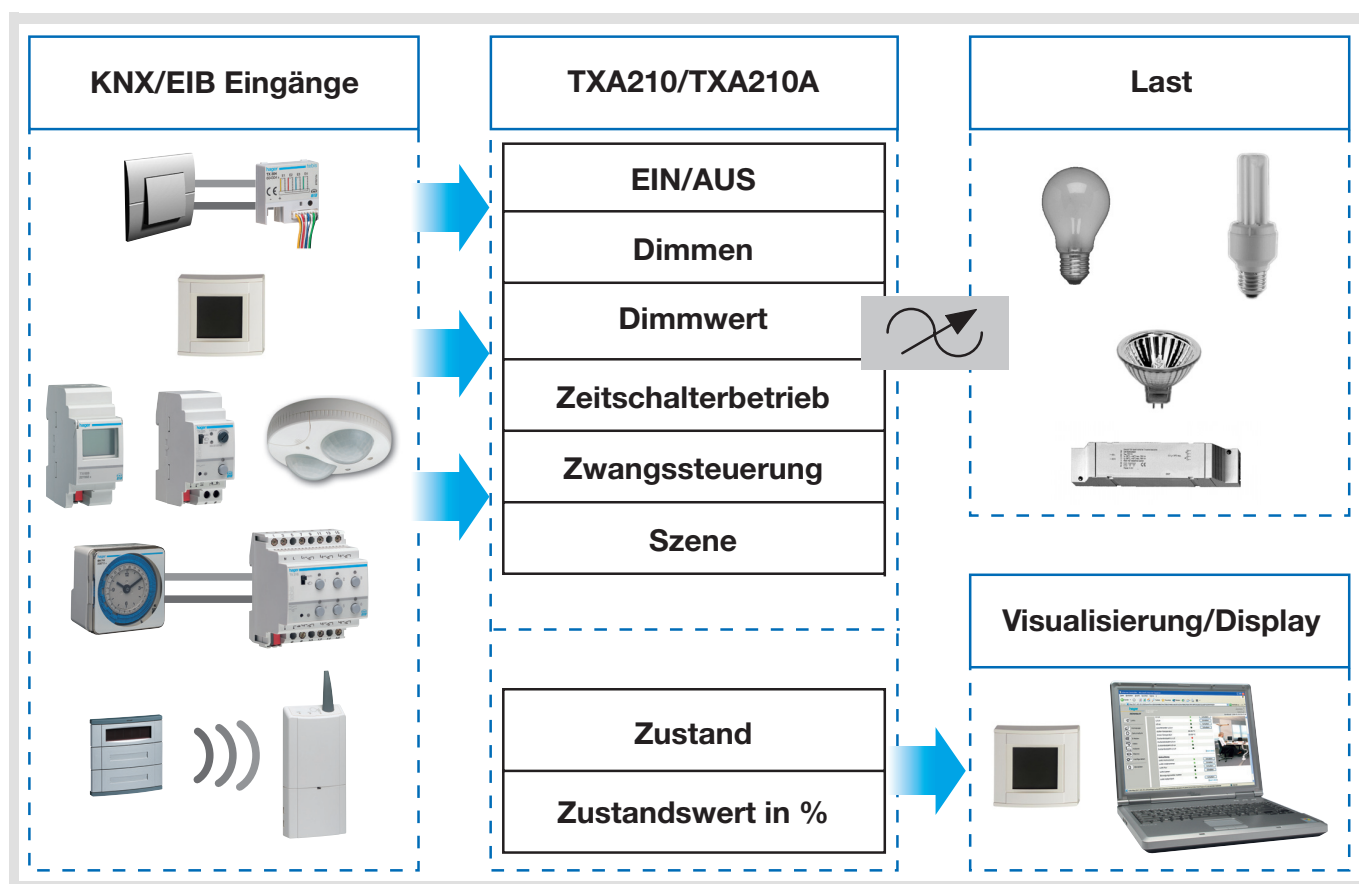 KNX/EIB Eingänge
TXA210/TXA210A
Last
EIN/AUS
Dimmen
Dimmwert
Zeitschalterbetrieb
Zwangssteuerung
Szene
Visualisierung/Display
Zustand
Zustandswert in %